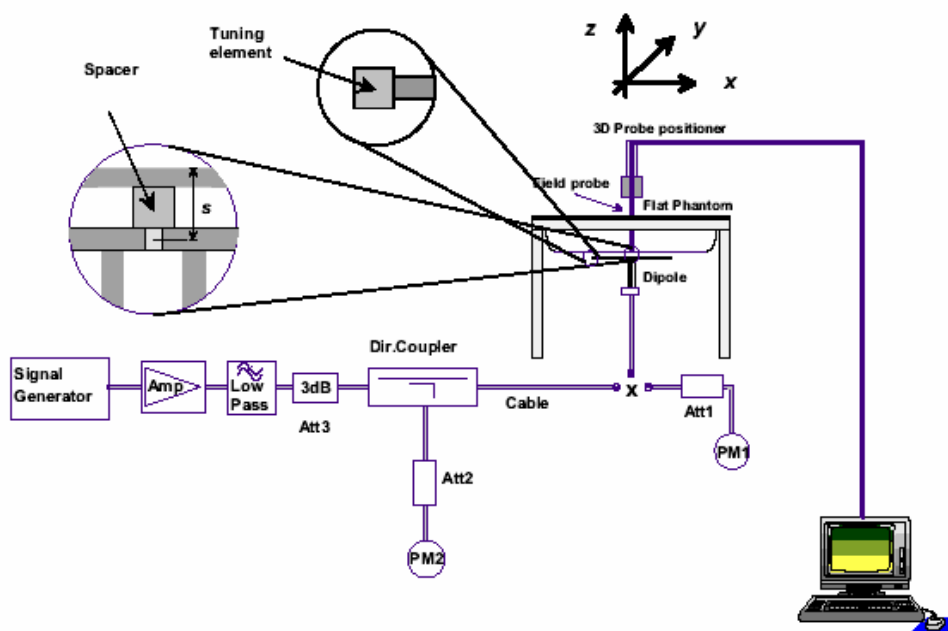 Tuning
element
Spacer
z
y
x
3D Probe positioner
Field probe
s
Flat Phantom
Dipole
Dir.Coupler
Signal
Generator
Amp
Low
Pass
3dB
Att3
Cable
x
Att1
PM1
Att2
PM2